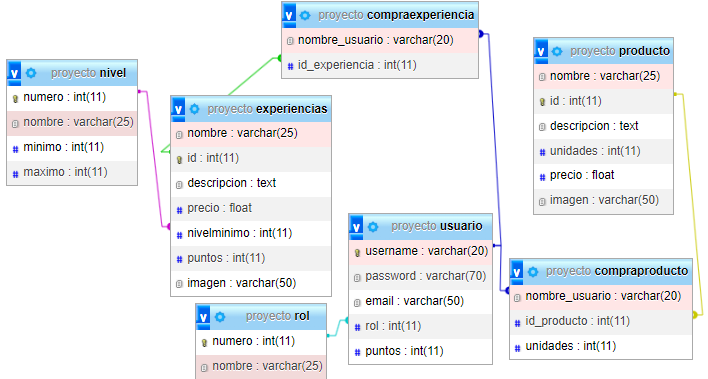 v proyecto compraexperiencia
nombre_usuario : varchar(20)
# id_experiencia : int(11)
v proyecto producto
nombre : varchar(25)
id : int(11)
descripcion : text
# unidades : int(11)
# precio : float
imagen : varchar(50)
v proyecto nivel
numero : int(11)
nombre : varchar(25)
# minimo : int(11)
# maximo : int(11)
v proyecto experiencias
nombre : varchar(25)
id : int(11)
descripcion : text
# precio : float
# nivelminimo : int(11)
# puntos : int(11)
imagen : varchar(50)
v proyecto usuario
username : varchar(20)
password : varchar(70)
email : varchar(50)
# rol : int(11)
# puntos : int(11)
v proyecto compraproducto
nombre_usuario : varchar(20)
# id_producto : int(11)
# unidades : int(11)
v proyecto rol
numero : int(11)
nombre : varchar(25)